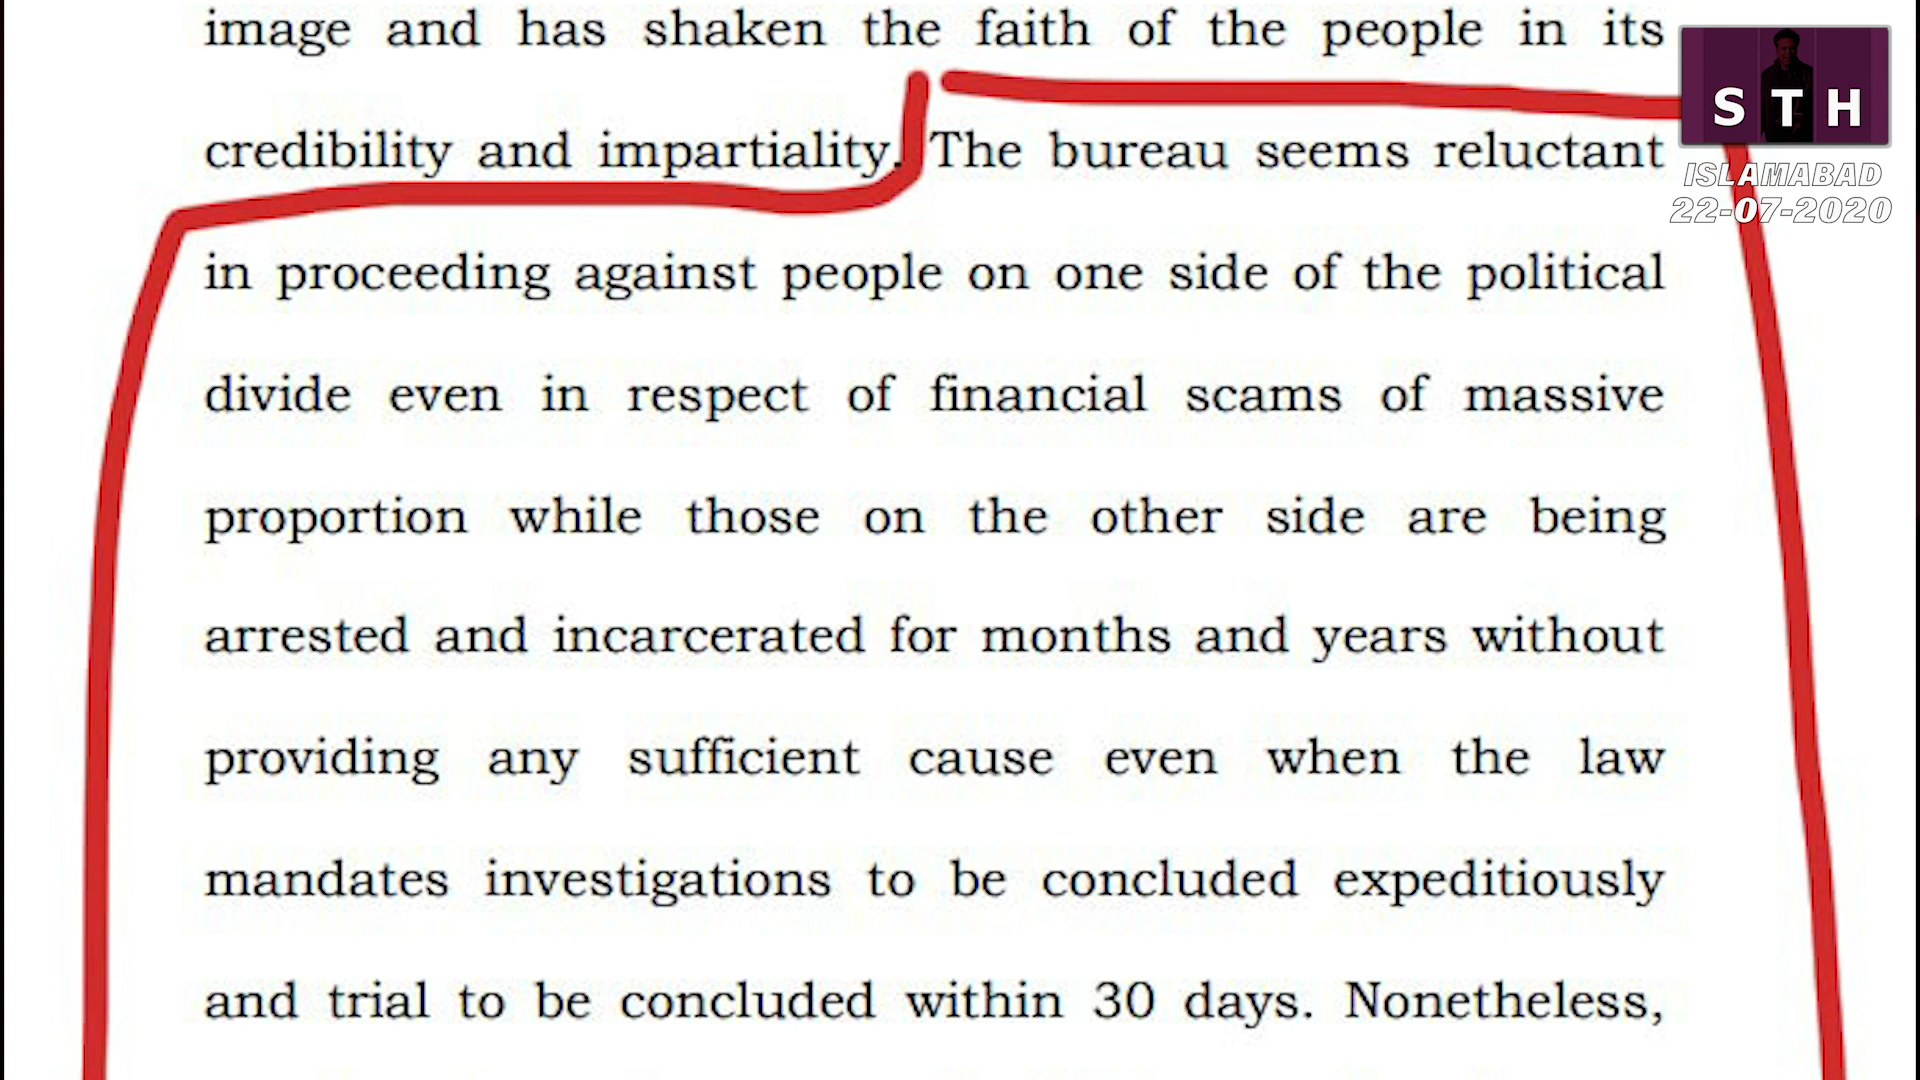 image and has shaken the faith of the people in its
credibility and impartiality. The bureau seems reluctant
in proceeding against people on one side of the political
divide even in respect of financial scams of massive
proportion while those on the other side are being
arrested and incarcerated for months and years without
providing any sufficient cause even when the law
mandates investigations to be concluded expeditiously
and trial to be concluded within 30 days. Nonetheless,
S T H
ISLAMABAD
22-07-2020